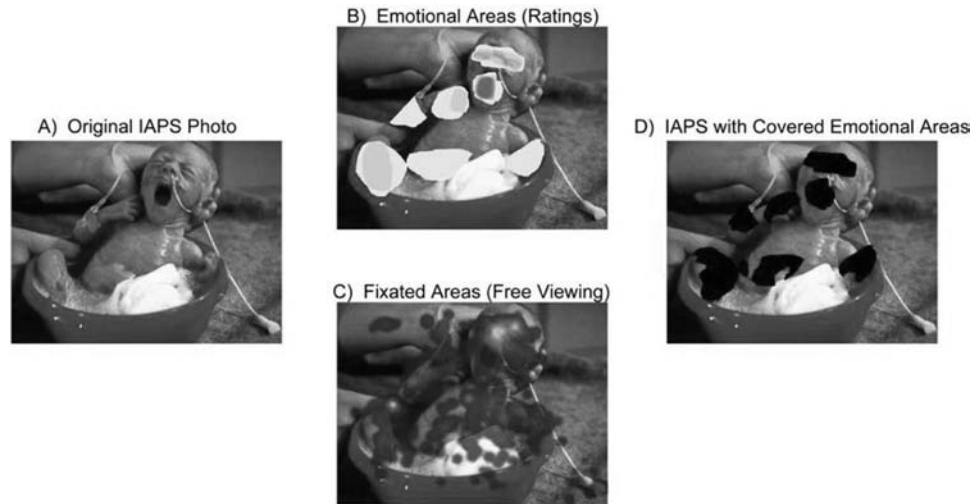 B) Emotional Areas (Ratings)
A) Original IAPS Photo
D) IAPS with Covered Emotional Areas
C) Fixated Areas (Free Viewing)